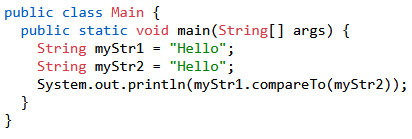 public class Main {
  public static void main(String[] args) {
    String myStr1 = "Hello";
    String myStr2 = "Hello";
    System.out.println(myStr1.compareTo(myStr2));
  }
}